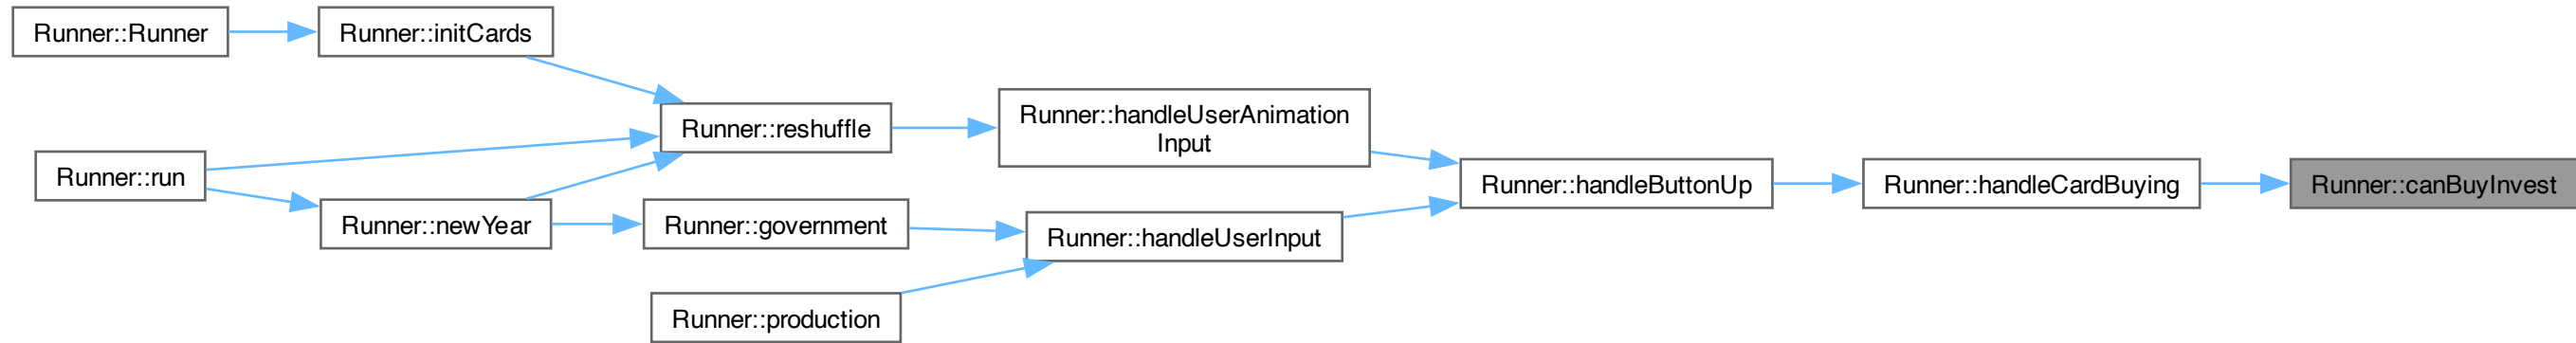 Runner::Runner
Runner::initCards
Runner::reshuffle
Runner::handleUserAnimation
Input
Runner::run
Runner::newYear
Runner::government
Runner::handleUserInput
Runner::production
Runner::handleButtonUp
Runner::handleCardBuying
Runner::canBuyInvest